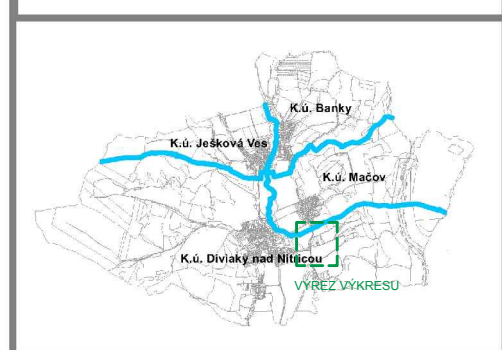 K.ú. Banky
K.ú. Ješková Ves
K.ú. Mačov
K.ú. Diviaky nad Nitricou
VÝREZ VÝKRESU